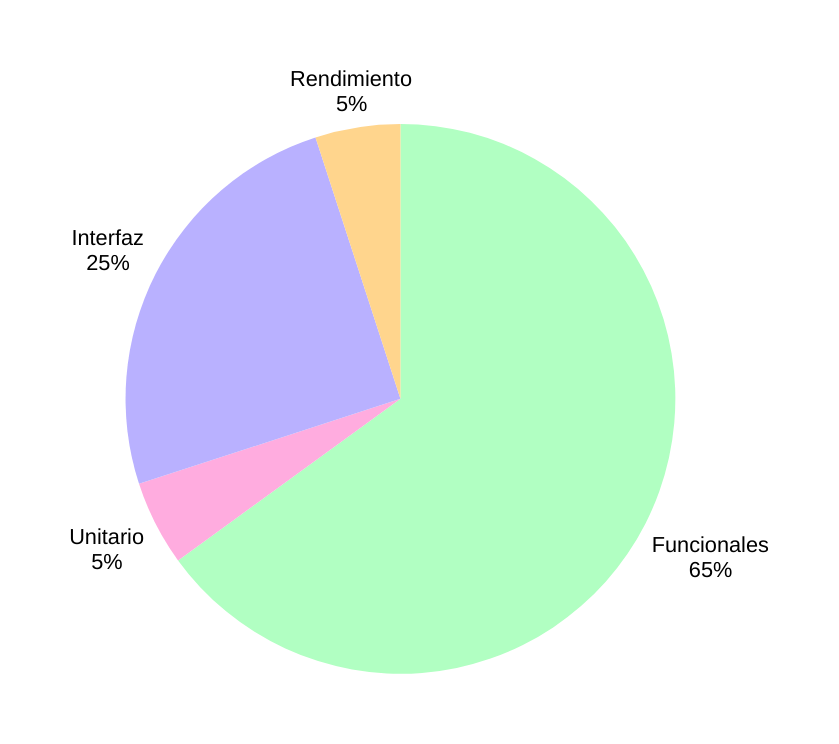 Rendimiento
5%
Interfaz
25%
Unitario
5%
Funcionales
65%